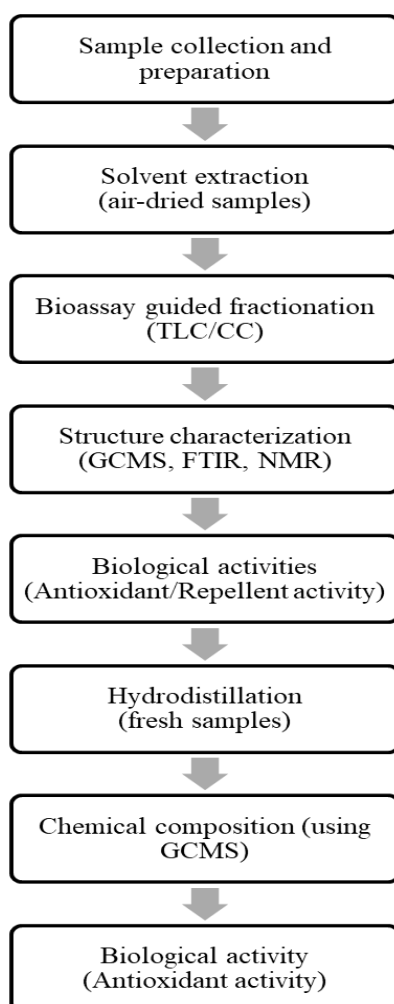 Sample collection and
preparation
Solvent extraction
(air-dried samples)
Bioassay guided fractionation
(TLC/CC)
Structure characterization
(GCMS, FTIR, NMR)
Biological activities
(Antioxidant/Repellent activity)
Hydrodistillation
(fresh samples)
Chemical composition (using
GCMS)
Biological activity
(Antioxidant activity)